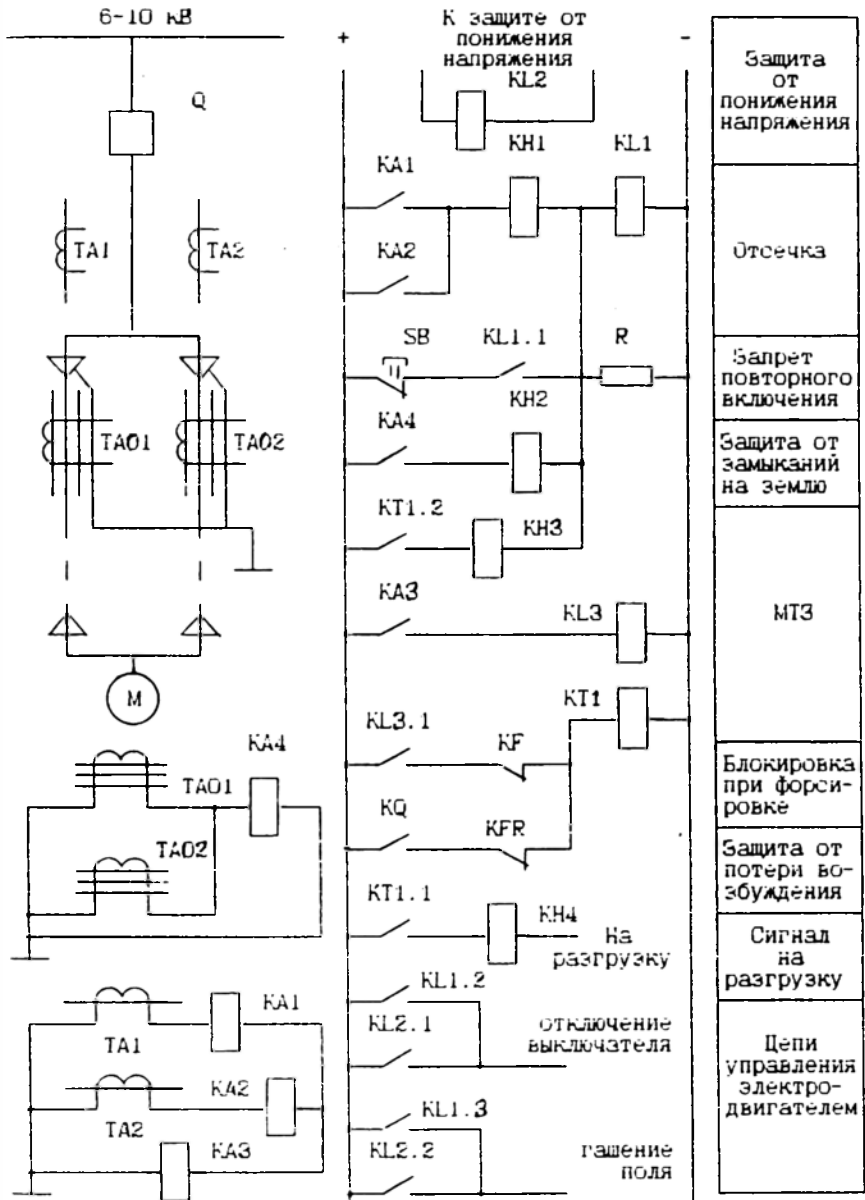 6-10 кВ
Q
TA1
TA2
TA01
TA02
M
KA4
TA01
TA02
KA1
TA1
KA2
TA2
KA3
+
К защите от
понижения
напряжения
-
KL2
KH1
KL1
KA1
KA2
SB
KL1.1
R
KH2
KA4
KT1.2
KH3
KA3
KL3
KT1
KL3.1
KF
KQ
KFR
KT1.1
KH4
На
разгрузку
KL1.2
KL2.1
отключение
выключателя
KL1.3
KL2.2
гашение
поля
Защита
от
понижения
напряжения
Отсечка
Запрет
повторного
включения
Защита от
замыканий
на землю
МТЗ
Блокировка
при форси-
ровке
Защита от
потери во-
збуждения
Сигнал
на
разгрузку
Цепи
управления
электро-
двигателем